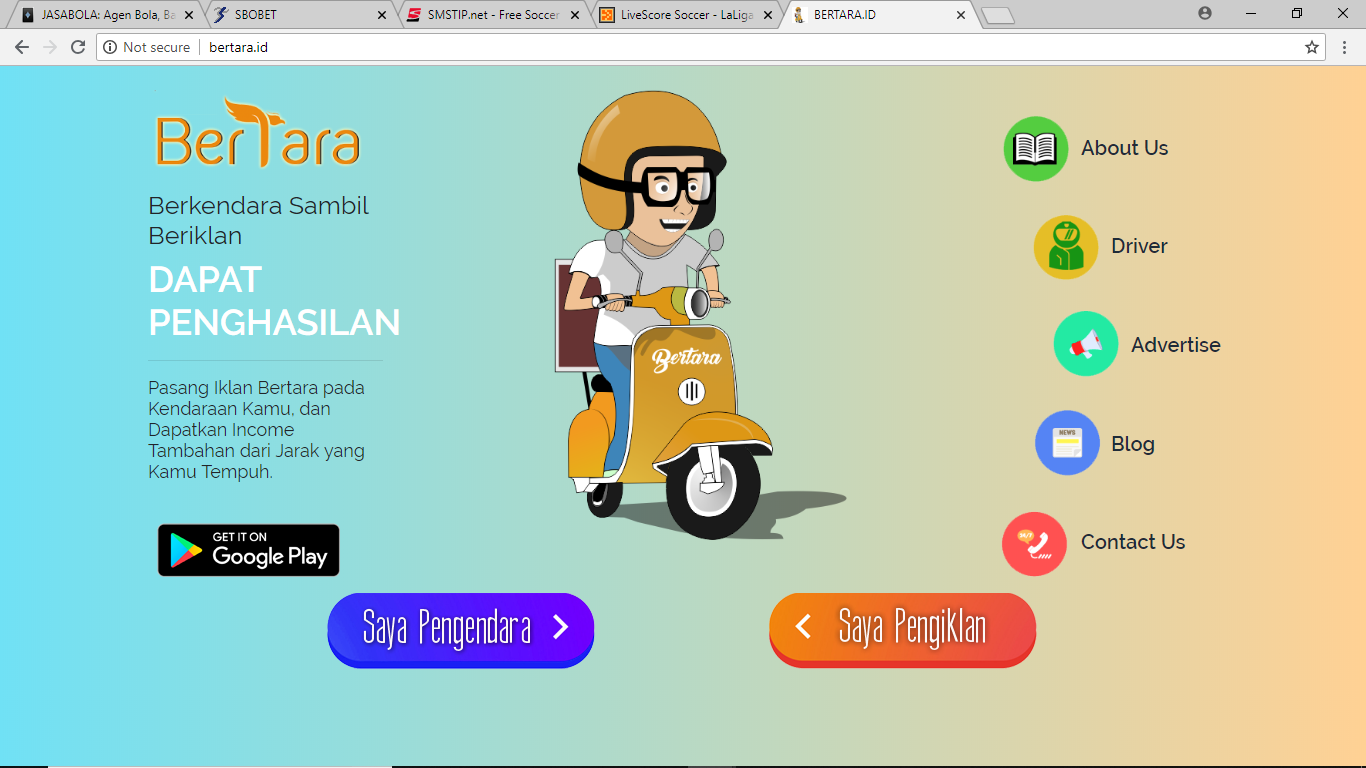 JASABOLA: Agen Bola, Ba
SBOBET
SMSTIP.net - Free Soccer
LiveScore Soccer - LaLiga
BERTARA.ID
Not secure
bertara.id
BerTara
Berkendara Sambil
Beriklan
DAPAT
PENGHASILAN
Pasang Iklan Bertara pada
Kendaraan Kamu, dan
Dapatkan Income
Tambahan dari Jarak yang
Kamu Tempuh.
GET IT ON
Google Play
Bertara
About Us
Driver
Advertise
NEWS
Blog
24/7
Contact Us
Saya Pengendara
Saya Pengiklan